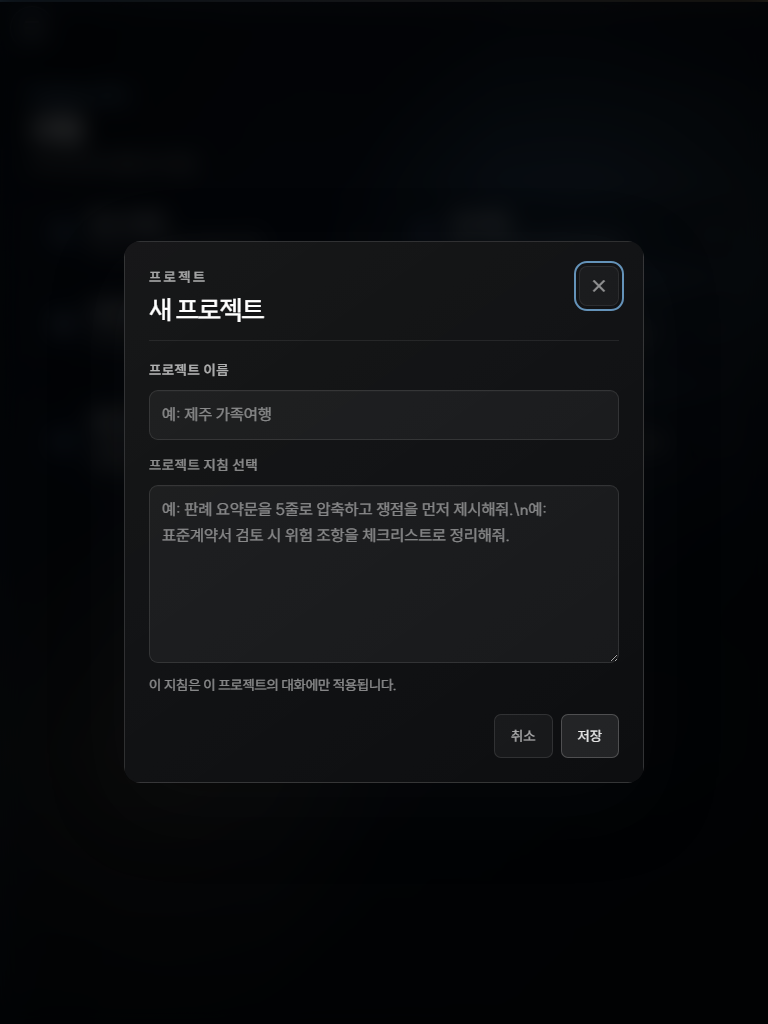 프로젝트
새 프로젝트
프로젝트 이름
예: 제주 가족여행
프로젝트 지침 선택
예: 판례 요약문을 5줄로 압축하고 쟁점을 먼저 제시해줘.\n예:
표준계약서 검토 시 위험 조항을 체크리스트로 정리해줘.
이 지침은 이 프로젝트의 대화에만 적용됩니다.
취소
저장